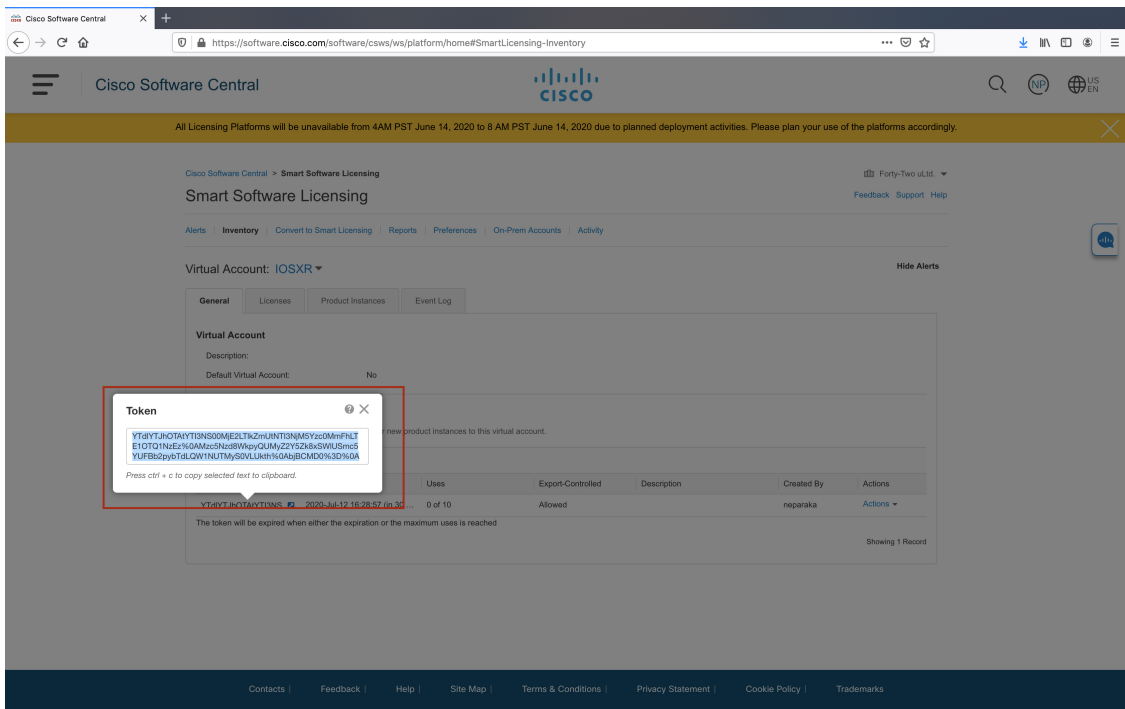 Cisco Software Central
https://software.cisco.com/software/csws/ws/platform/home#SmartLicensing-Inventory
Cisco Software Central
CISCO
NP
US
EN
All Licensing Platforms will be unavailable from 4AM PST June 14, 2020 to 8 AM PST June 14, 2020 due to planned deployment activities. Please plan your use of the platforms accordingly.
Cisco Software Central > Smart Software Licensing
Forty-Two uLtd.
Smart Software Licensing
Feedback Support Help
Alerts | Inventory | Convert to Smart Licensing | Reports | Preferences | On-Prem Accounts | Activity
Virtual Account: IOSXR
Hide Alerts
General Licenses Product Instances Event Log
Virtual Account
Description:
Default Virtual Account: No
Token
new product instances to this virtual account.
Press ctrl + c to copy selected text to clipboard.
Uses Export-Controlled Description Created By Actions
2020-Jul-12 16:28:57 (in 30 ... 0 of 10 Allowed neparaka Actions
The token will be expired when either the expiration or the maximum uses is reached
Showing 1 Record
Contacts | Feedback | Help | Site Map | Terms & Conditions | Privacy Statement | Cookie Policy | Trademarks